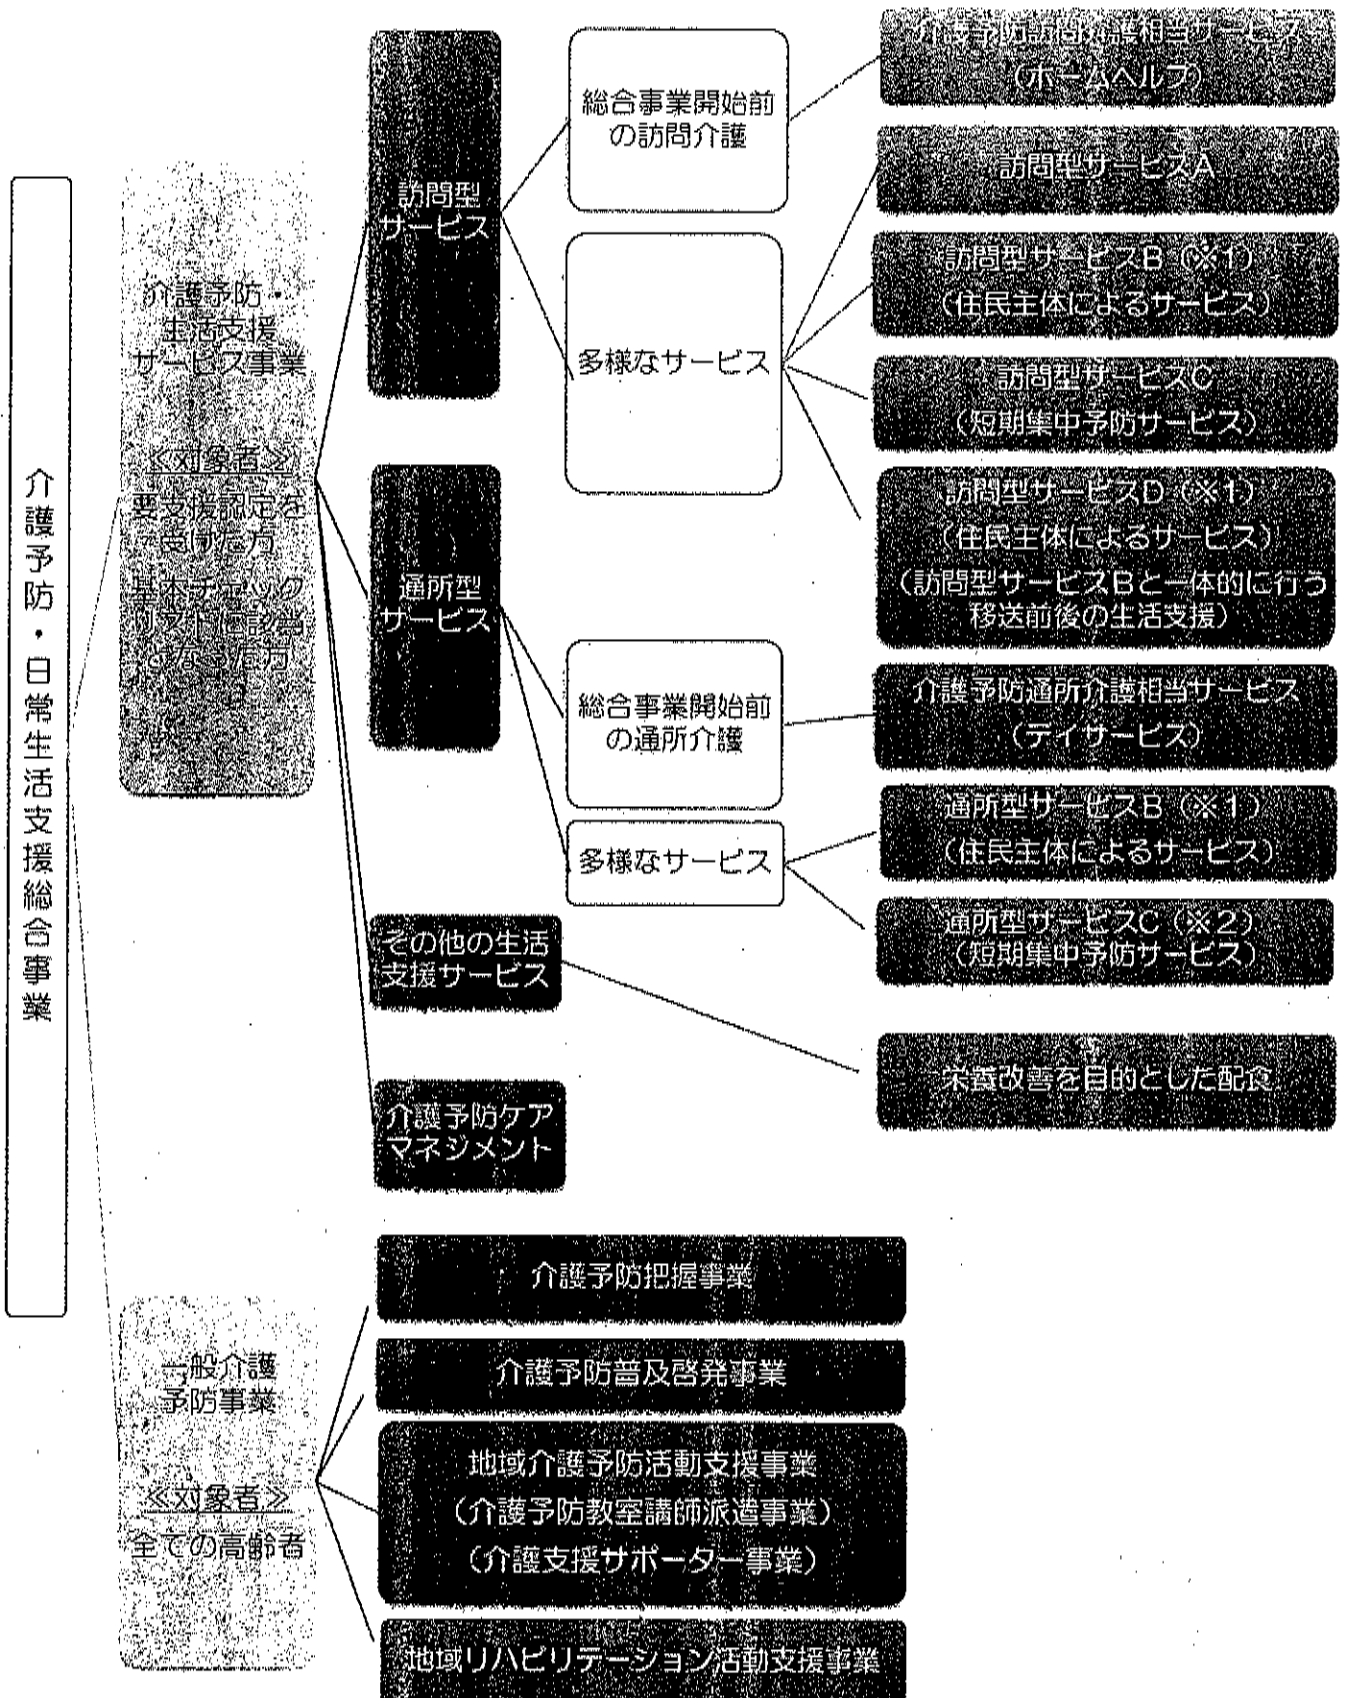 介護予防・日常生活支援総合事業
介護予防・
生活支援
サービス事業
≪対象者≫
要支援認定を
受けた方
基本チェック
リストに該当
となった方
訪問型
サービス
総合事業開始前
の訪問介護
介護予防訪問介護相当サービス
（ホームヘルプ）
多様なサービス
訪問型サービスA
訪問型サービスB（※1）
（住民主体によるサービス）
訪問型サービスC
（短期集中予防サービス）
訪問型サービスD（※1）
（住民主体によるサービス）
（訪問型サービスBと一体的に行う
移送前後の生活支援）
通所型
サービス
総合事業開始前
の通所介護
介護予防通所介護相当サービス
（デイサービス）
多様なサービス
通所型サービスB（※1）
（住民主体によるサービス）
通所型サービスC（※2）
（短期集中予防サービス）
その他の生活
支援サービス
栄養改善を目的とした配食
介護予防ケア
マネジメント
一般介護
予防事業
≪対象者≫
全ての高齢者
介護予防把握事業
介護予防普及啓発事業
地域介護予防活動支援事業
（介護予防教室講師派遣事業）
（介護支援サポーター事業）
地域リハビリテーション活動支援事業